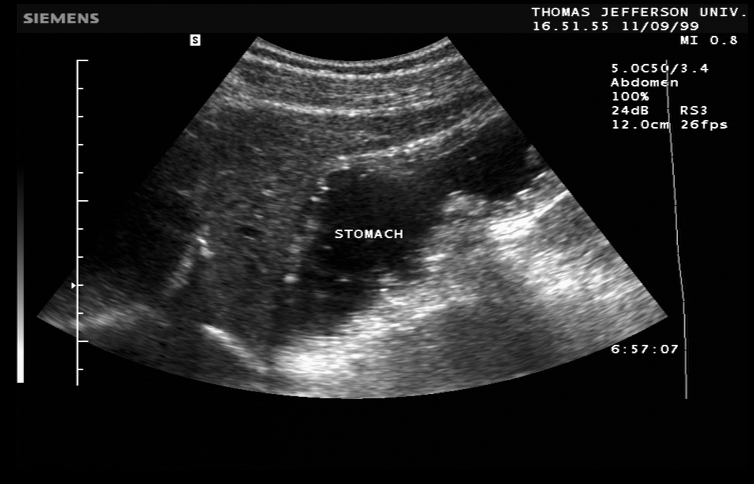 SIEMENS
THOMAS JEFFERSON UNIV.
16.51.55 11/09/99
MI 0.8
S
5.0C50/3.4
Abdomen
100%
24dB RS3
12.0cm 26fps
STOMACH
6:57:07